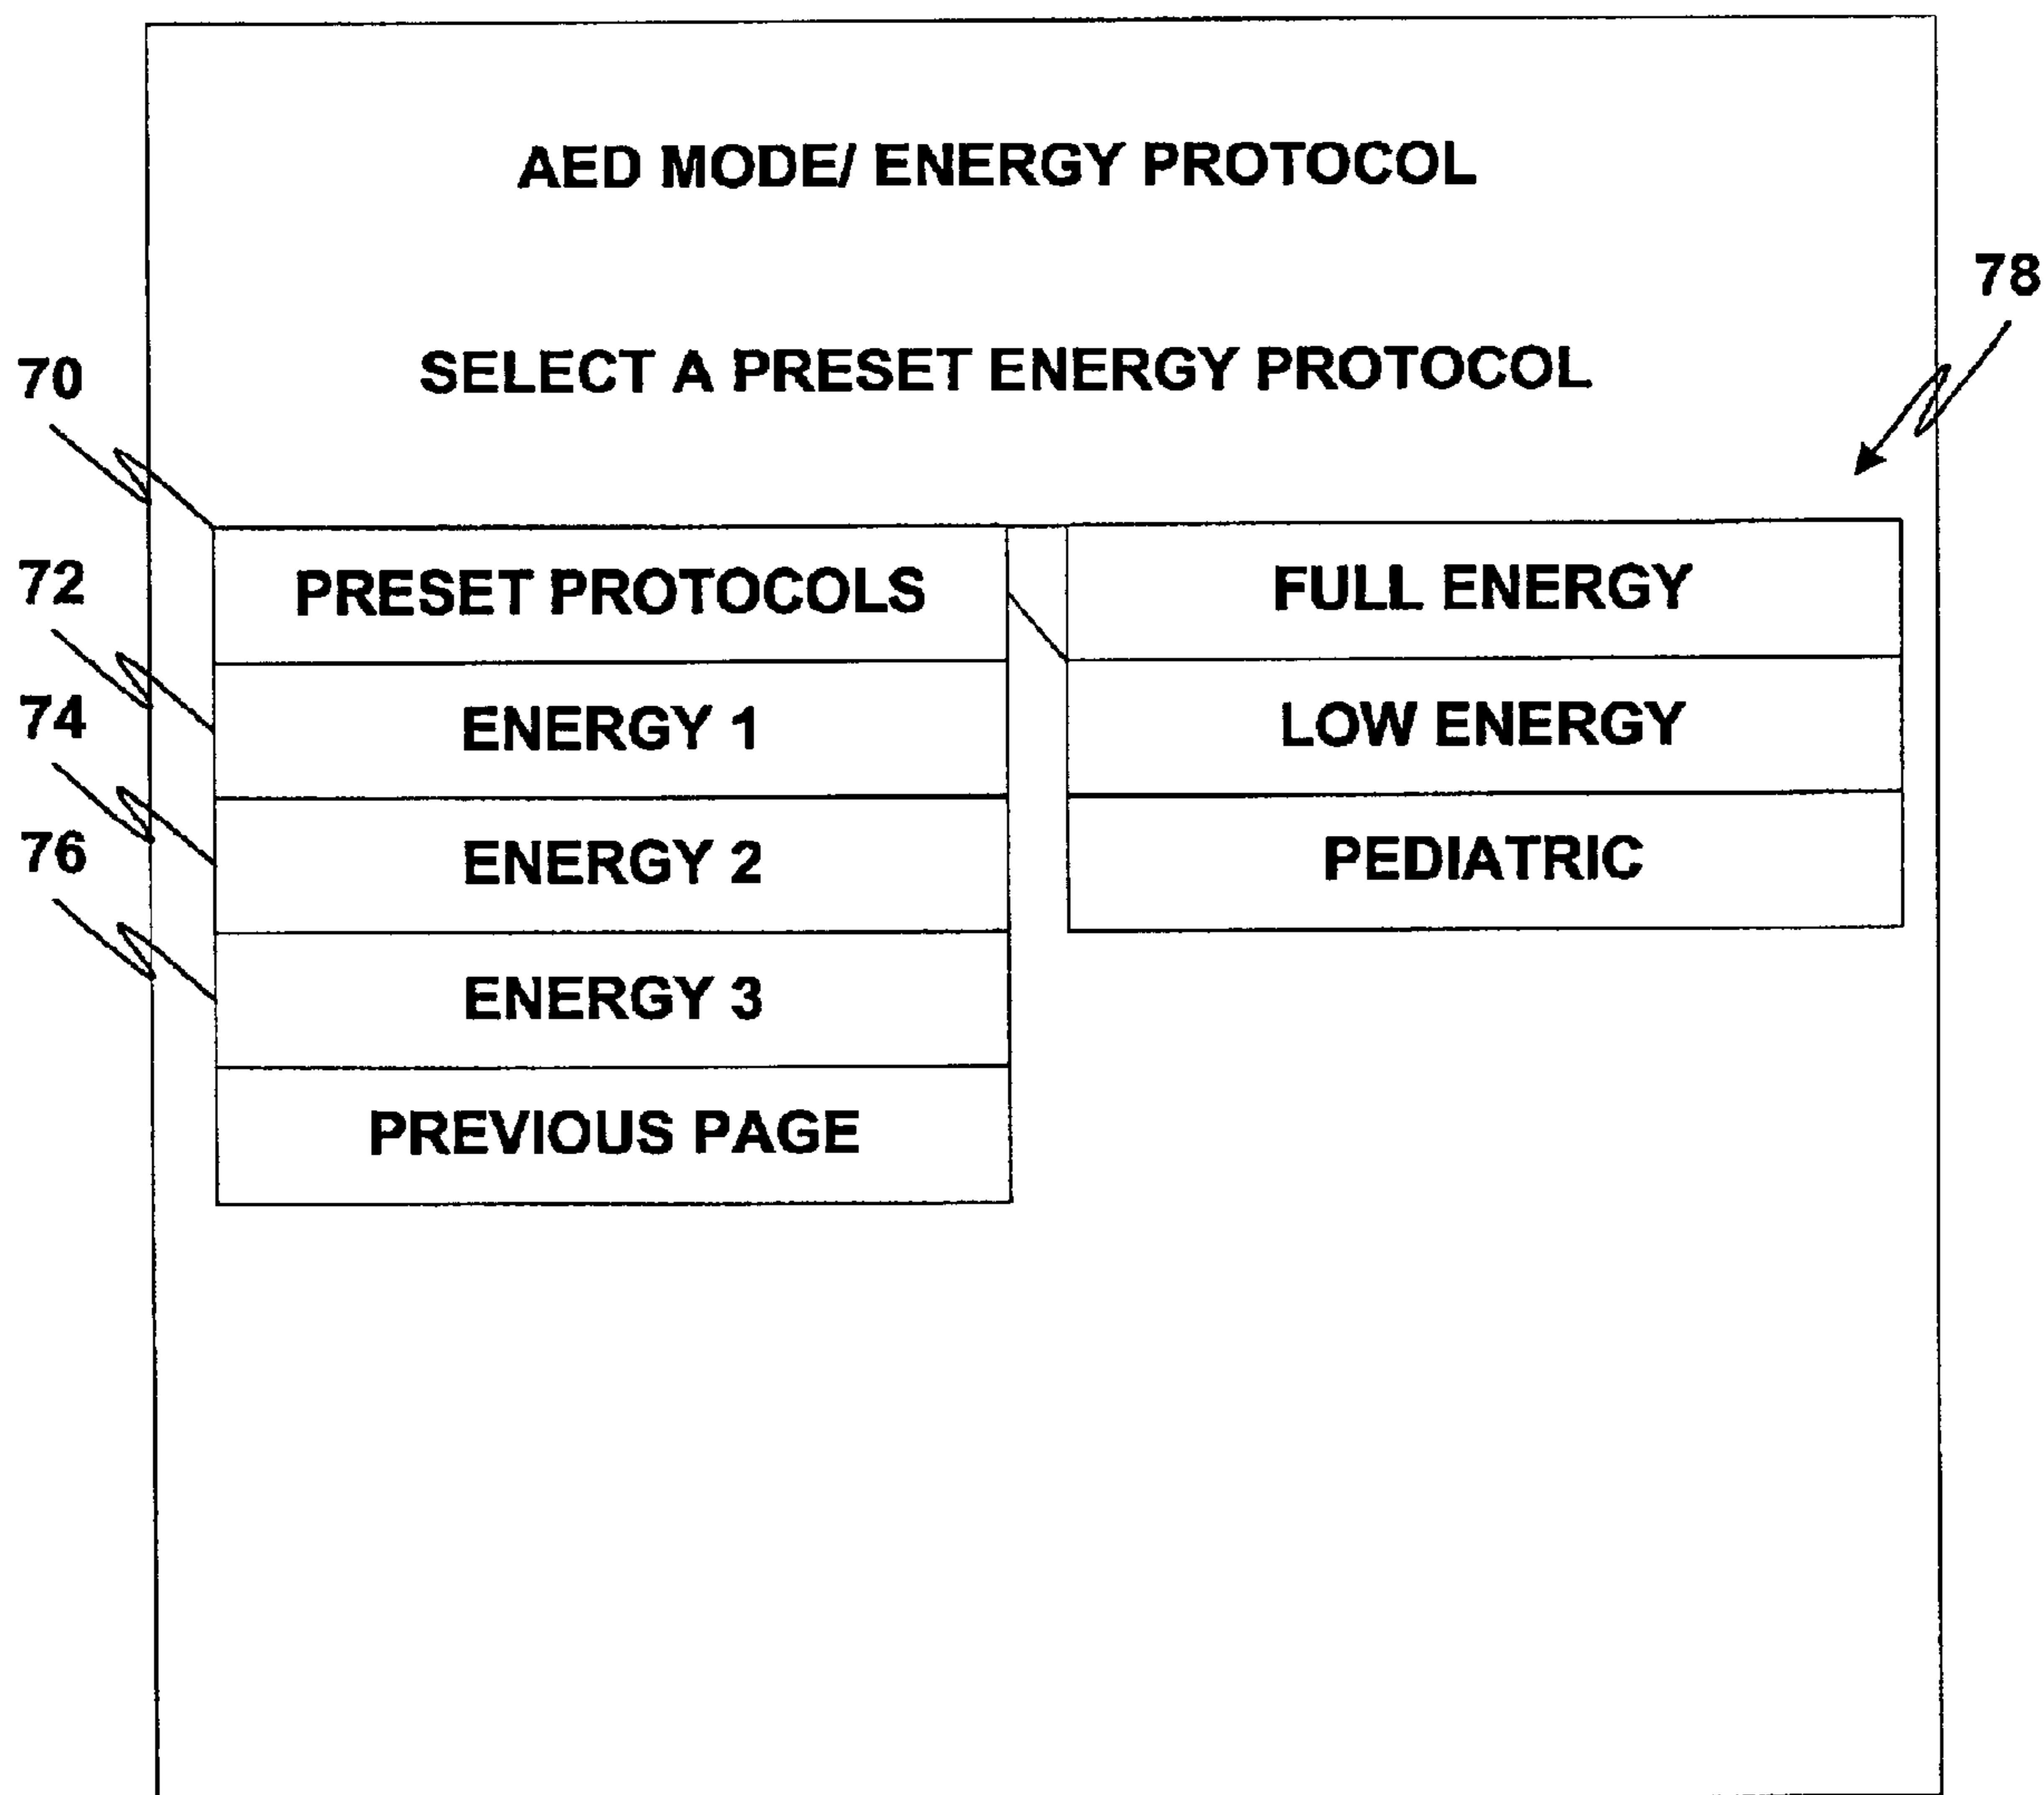 AED MODE/ ENERGY PROTOCOL
78
SELECT A PRESET ENERGY PROTOCOL
70
PRESET PROTOCOLS
FULL ENERGY
72
ENERGY 1
LOW ENERGY
74
ENERGY 2
PEDIATRIC
76
ENERGY 3
PREVIOUS PAGE